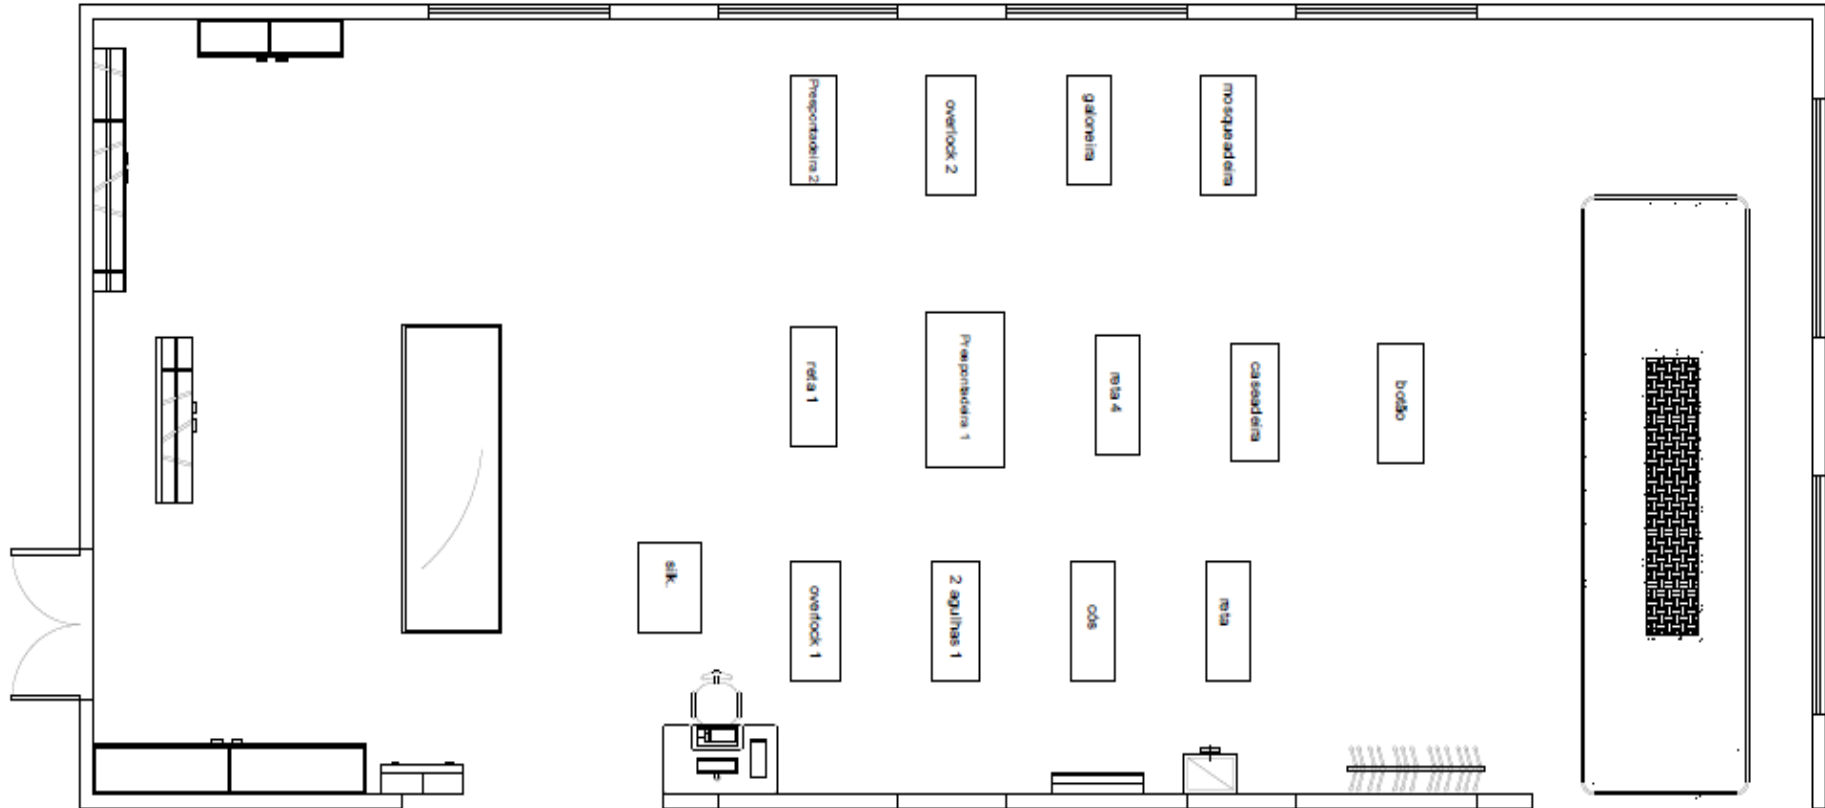 Prespontadeira 2
overlock 2
galoneira
mosqueadeira
reta 1
Prespontadeira 1
reta 4
caseadeira
botão
silk.
overlock 1
2 agulhas 1
cós
reta